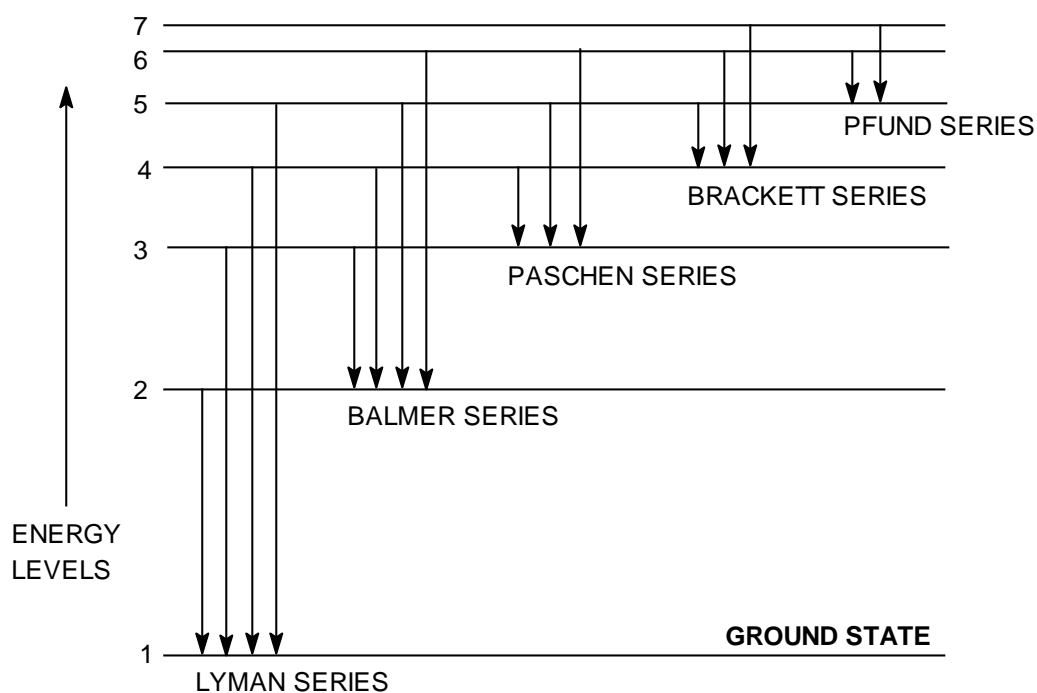 7
6
5
PFUND SERIES
4
BRACKETT SERIES
3
PASCHEN SERIES
2
BALMER SERIES
ENERGY
LEVELS
GROUND STATE
1
LYMAN SERIES